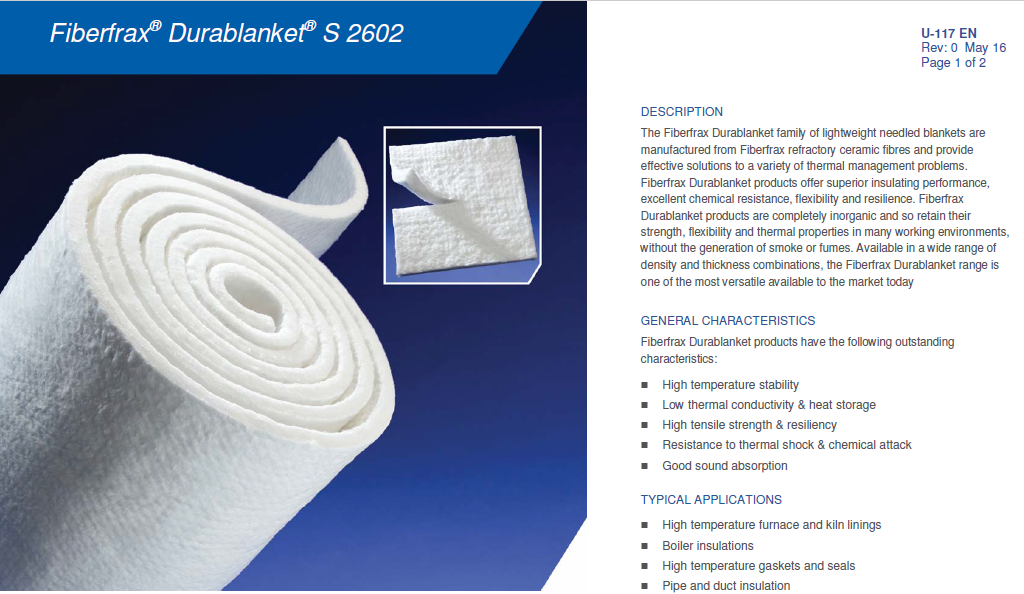 Fiberfrax® Durablanket® S 2602
U-117 EN
Rev: 0 May 16
Page 1 of 2
DESCRIPTION
The Fiberfrax Durablanket family of lightweight needled blankets are
manufactured from Fiberfrax refractory ceramic fibres and provide
effective solutions to a variety of thermal management problems.
Fiberfrax Durablanket products offer superior insulating performance,
excellent chemical resistance, flexibility and resilience. Fiberfrax
Durablanket products are completely inorganic and so retain their
strength, flexibility and thermal properties in many working environments,
without the generation of smoke or fumes. Available in a wide range of
density and thickness combinations, the Fiberfrax Durablanket range is
one of the most versatile available to the market today
GENERAL CHARACTERISTICS
Fiberfrax Durablanket products have the following outstanding
characteristics:
■ High temperature stability
■ Low thermal conductivity & heat storage
■ High tensile strength & resiliency
■ Resistance to thermal shock & chemical attack
■ Good sound absorption
TYPICAL APPLICATIONS
■ High temperature furnace and kiln linings
■ Boiler insulations
■ High temperature gaskets and seals
■ Pipe and duct insulation